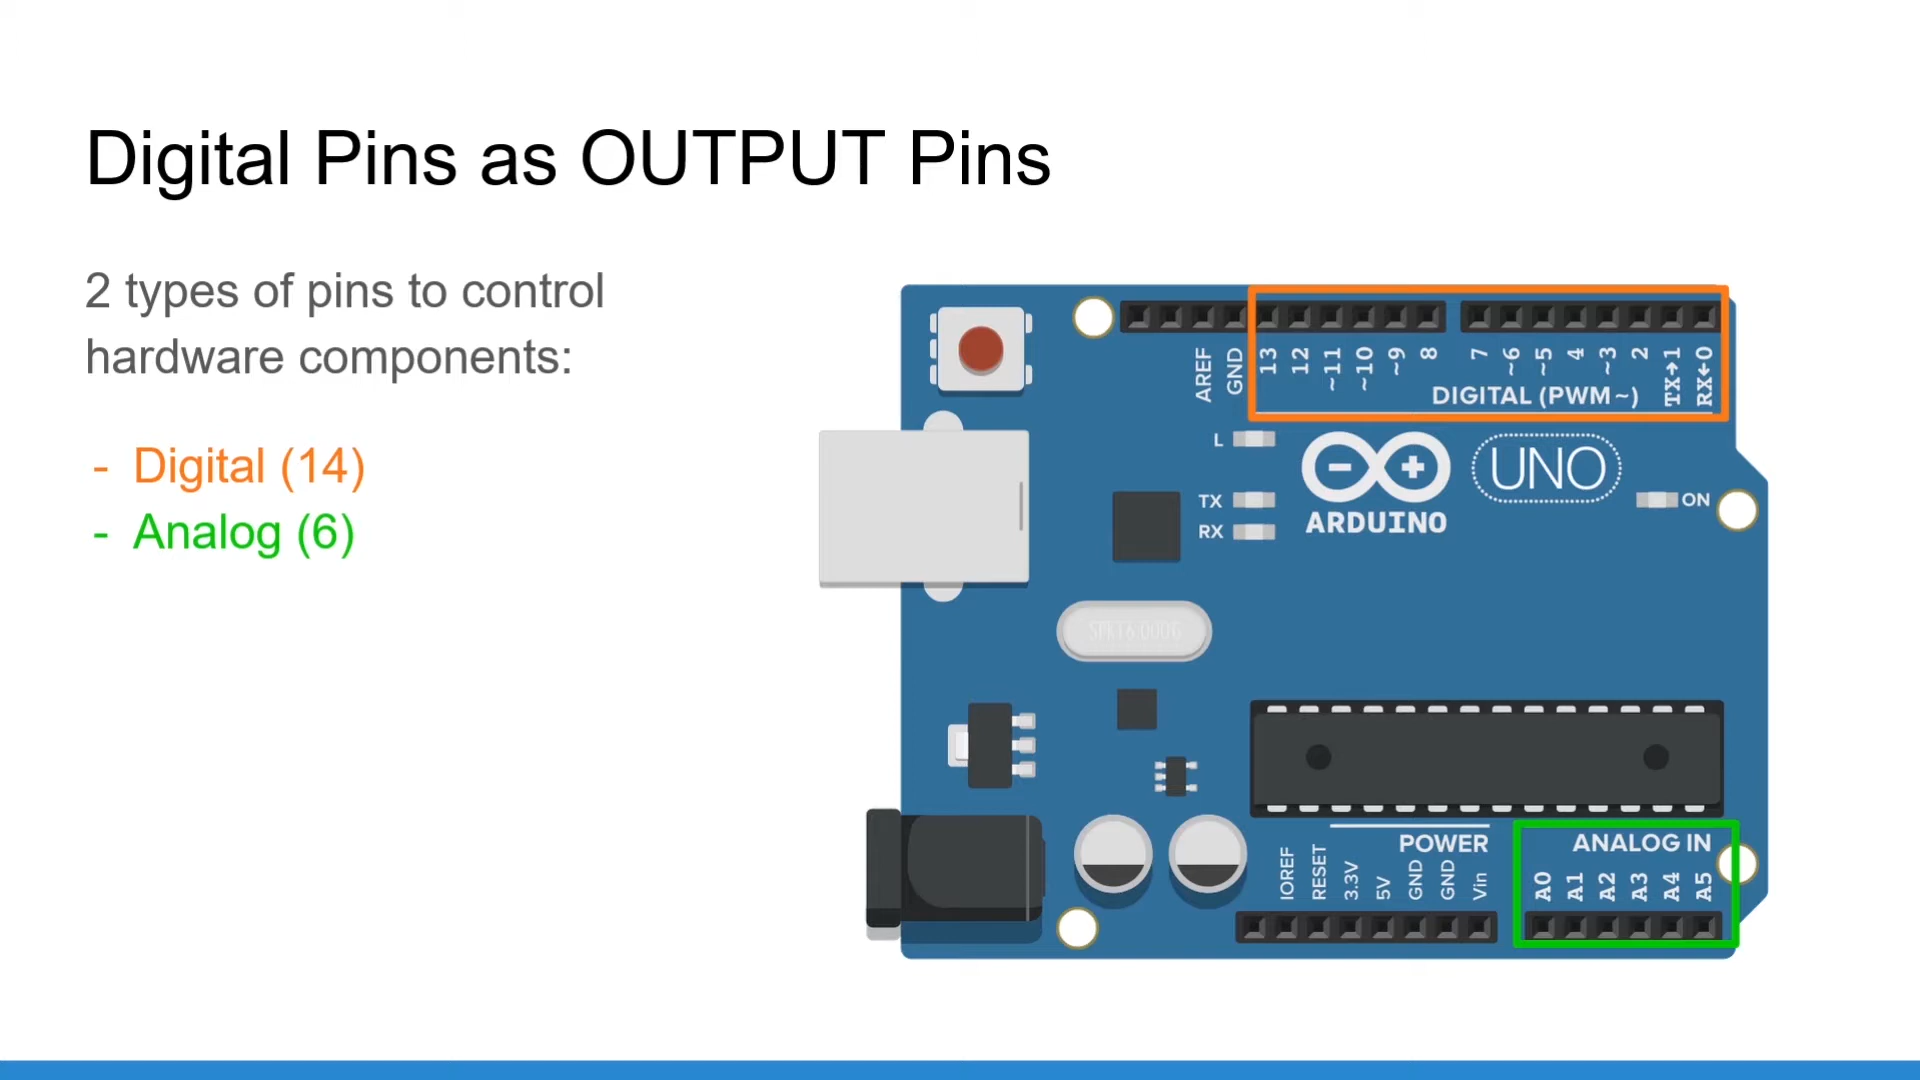 Digital Pins as OUTPUT Pins
2 types of pins to control
hardware components:
- Digital (14)
- Analog (6)
AREF
GND
13
12
~11
~10
~9
8
7
~6
~5
4
~3
2
TX→1
RX←0
DIGITAL (PWM~)
L
TX
RX
ARDUINO
UNO
ON
POWER
IOREF
RESET
3.3V
5V
GND
GND
Vin
ANALOG IN
A0
A1
A2
A3
A4
A5